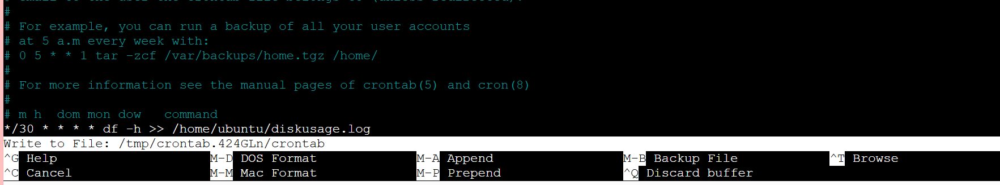 #
# For example, you can run a backup of all your user accounts
# at 5 a.m every week with:
# 0 5 * * 1 tar -zcf /var/backups/home.tgz /home/
#
# For more information see the manual pages of crontab(5) and cron(8)
#
# m h  dom mon dow   command
*/30 * * * * df -h >> /home/ubuntu/diskusage.log
Write to File: /tmp/crontab.424GLn/crontab
^G Help M-D DOS Format M-A Append M-B Backup File ^T Browse
^C Cancel M-M Mac Format M-P Prepend ^Q Discard buffer